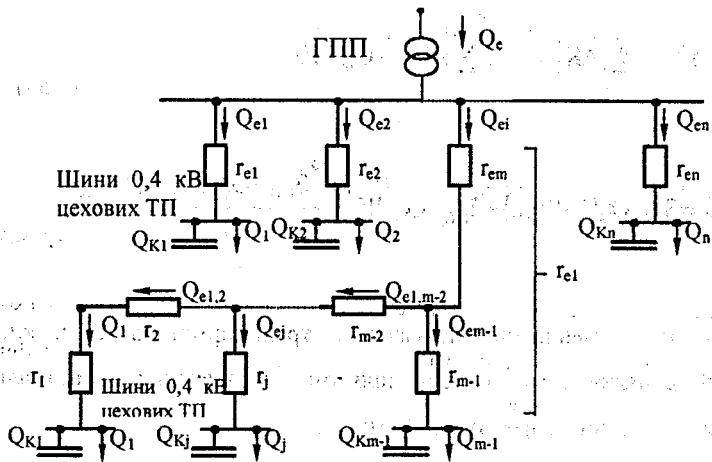 ГПП
Qe
Qe1
Qe2
Qei
Qen
re1
re2
rem
ren
Шини 0,4 кВ
цехових ТП
QK1
Q1
QK2
Q2
QKn
Qn
re1
Qe1,2
Qe1,m-2
Q1
r2
Qej
rm-2
Qem-1
r1
rj
rm-1
Шини 0,4 кВ
цехових ТП
QK1
Q1
QKj
Qj
QKm-1
Qm-1